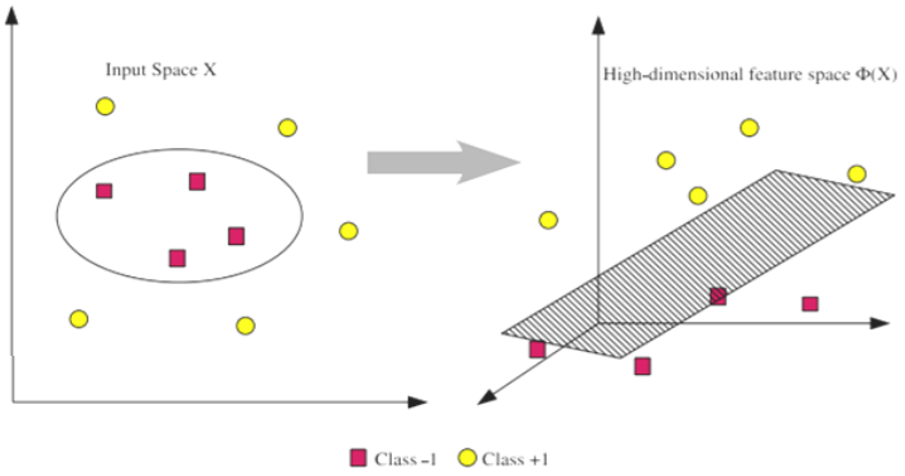 Input Space X
High-dimensional feature space Φ(X)
Class –1 Class +1